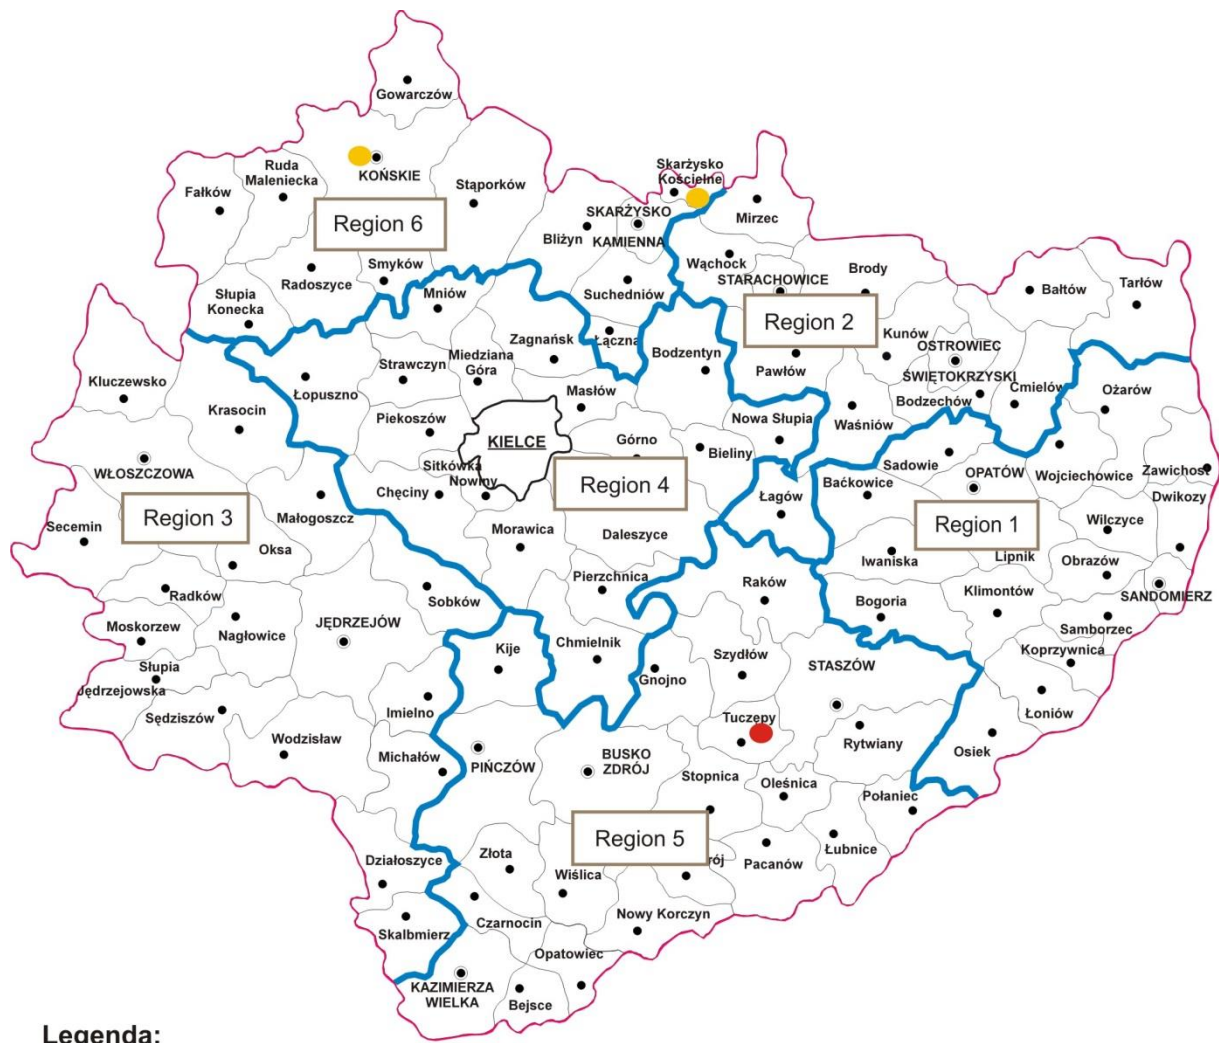 Gowarczów
KOŃSKIE
Ruda
Maleniecka
Fałków
Stąporków
Region 6
Radoszyce
Smyków
Słupia
Konecka
Skarżysko
Kościelne
SKARŻYSKO
KAMIENNA
Bliżyn
Suchedniów
Łączna
Mirzec
Wąchock
STARACHOWICE
Brody
Region 2
Pawłów
Kunów
OSTROWIEC
ŚWIĘTOKRZYSKI
Bodzechów
Ćmielów
Bałtów
Tarłów
Waśniów
Mniów
Zagnańsk
Bodzentyn
Strawczyn
Miedziana
Góra
Łopuszno
Masłów
Piekoszów
KIELCE
Górno
Bieliny
Nowa Słupia
Sitkówka
Nowiny
Chęciny
Region 4
Łagów
Morawica
Daleszyce
Pierzchnica
Chmielnik
Kluczewsko
Krasocin
WŁOSZCZOWA
Region 3
Małogoszcz
Secemin
Oksa
Radków
Moskorzew
Nagłowice
JĘDRZEJÓW
Sobków
Słupia
Jędrzejowska
Sędziszów
Imielno
Wodzisław
Michałów
Działoszyce
Skalbmierz
Ożarów
Sadowie
OPATÓW
Wojciechowice
Zawichost
Baćkowice
Dwikozy
Region 1
Wilczyce
Iwaniska
Lipnik
Obrazów
SANDOMIERZ
Klimontów
Bogoria
Samborzec
Koprzywnica
Łoniów
Osiek
Raków
Kije
Gnojno
Szydłów
STASZÓW
Tuczępy
Rytwiany
PIŃCZÓW
BUSKO
ZDRÓJ
Stopnica
Oleśnica
Połaniec
Region 5
Łubnice
Pacanów
rój
Złota
Wiślica
Nowy Korczyn
Czarnocin
Opatowiec
KAZIMIERZA
WIELKA
Bejsce
Legenda: